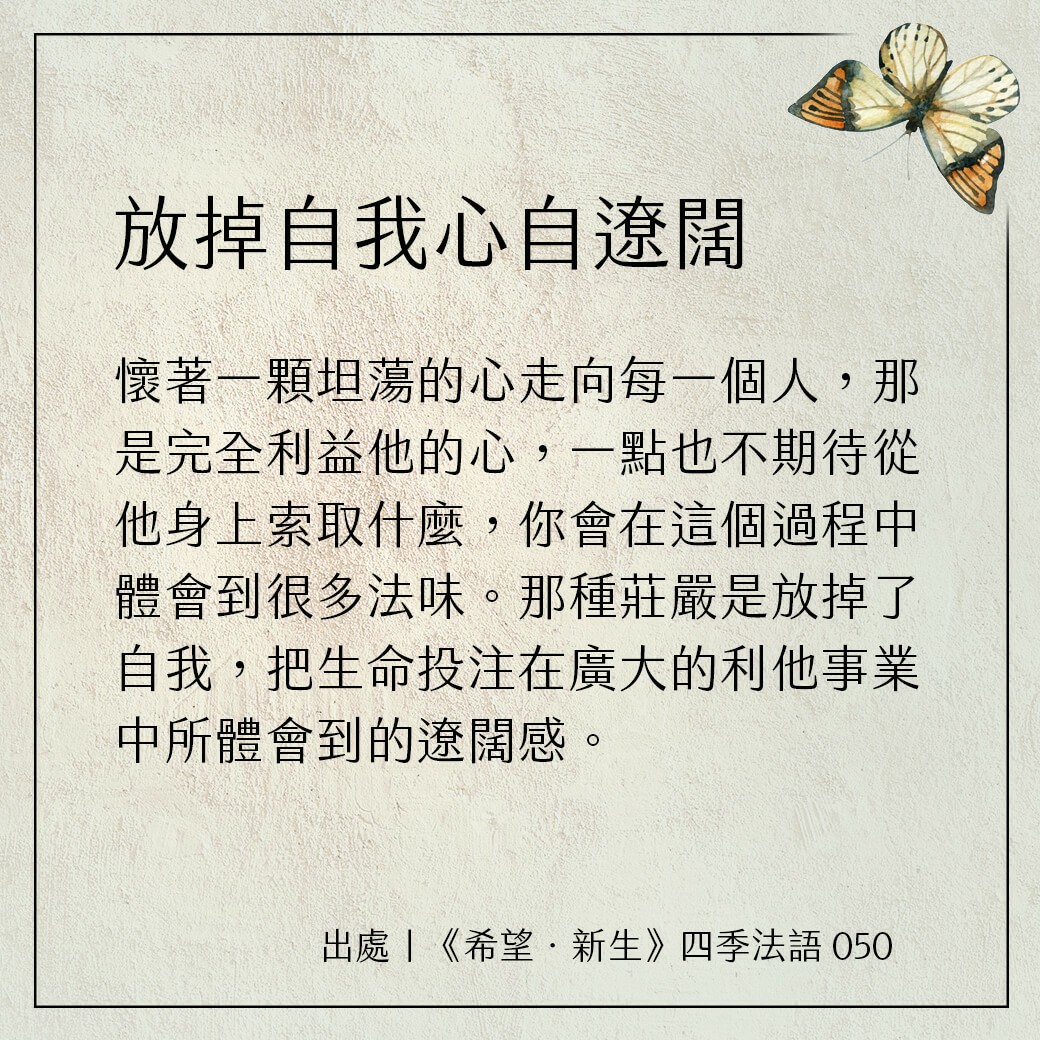 放掉自我心自遼闊
懷著一顆坦蕩的心走向每一個人，那
是完全利益他的心，一點也不期待從
他身上索取什麼，你會在這個過程中
體會到很多法味。那種莊嚴是放掉了
自我，把生命投注在廣大的利他事業
中所體會到的遼闊感。
出處｜《希望．新生》四季法語 050